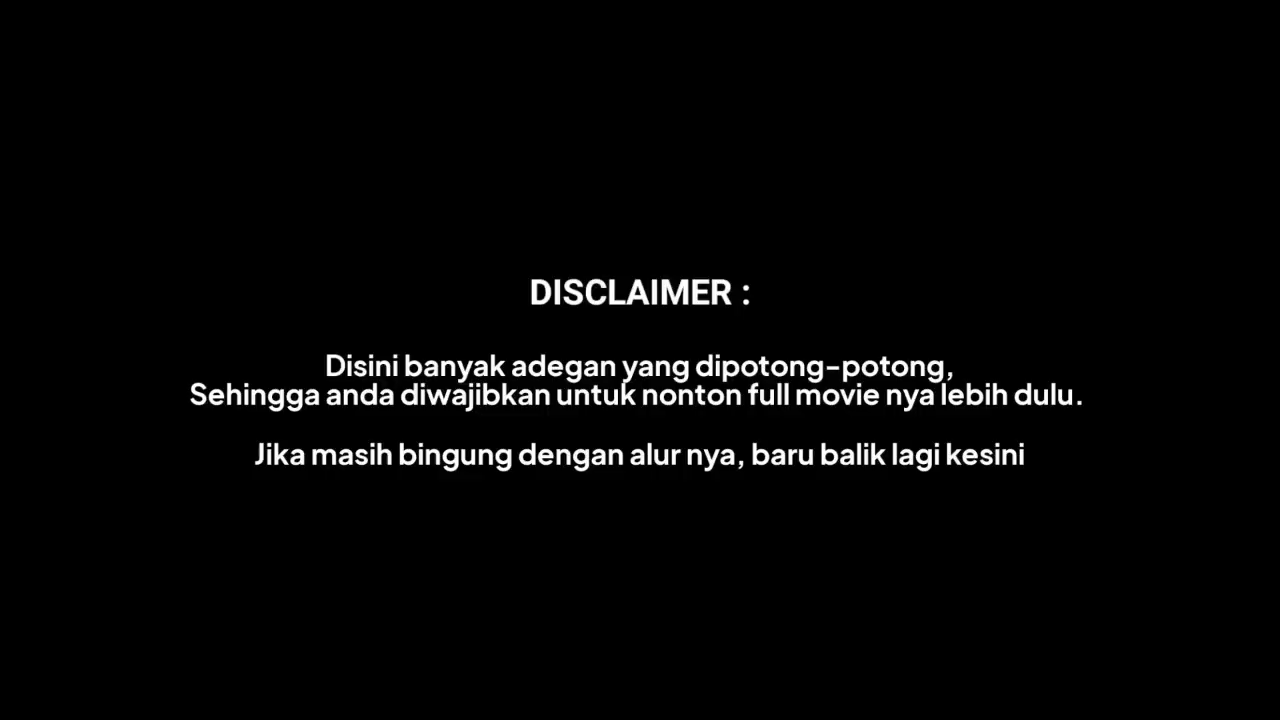 DISCLAIMER :
Disini banyak adegan yang dipotong-potong,
Sehingga anda diwajibkan untuk nonton full movie nya lebih dulu.
Jika masih bingung dengan alur nya, baru balik lagi kesini